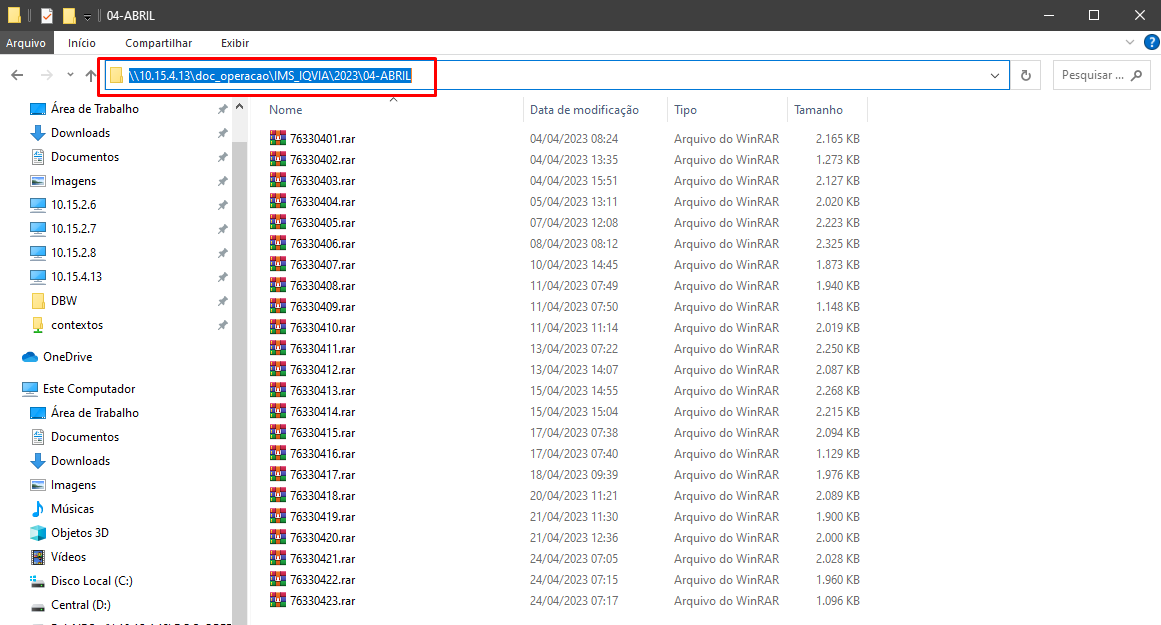 04-ABRIL
Arquivo Início Compartilhar Exibir
\\10.15.4.13\doc_operacao\IMS_IQVIA\2023\04-ABRIL
Pesquisar ...
Área de Trabalho
Downloads
Documentos
Imagens
10.15.2.6
10.15.2.7
10.15.2.8
10.15.4.13
DBW
contextos
OneDrive
Este Computador
Área de Trabalho
Documentos
Downloads
Imagens
Músicas
Objetos 3D
Vídeos
Disco Local (C:)
Central (D:)
Nome Data de modificação Tipo Tamanho
76330401.rar 04/04/2023 08:24 Arquivo do WinRAR 2.165 KB
76330402.rar 04/04/2023 13:35 Arquivo do WinRAR 1.273 KB
76330403.rar 04/04/2023 15:51 Arquivo do WinRAR 2.127 KB
76330404.rar 05/04/2023 13:11 Arquivo do WinRAR 2.020 KB
76330405.rar 07/04/2023 12:08 Arquivo do WinRAR 2.223 KB
76330406.rar 08/04/2023 08:12 Arquivo do WinRAR 2.325 KB
76330407.rar 10/04/2023 14:45 Arquivo do WinRAR 1.873 KB
76330408.rar 11/04/2023 07:49 Arquivo do WinRAR 1.940 KB
76330409.rar 11/04/2023 07:50 Arquivo do WinRAR 1.148 KB
76330410.rar 11/04/2023 11:14 Arquivo do WinRAR 2.019 KB
76330411.rar 13/04/2023 07:22 Arquivo do WinRAR 2.250 KB
76330412.rar 13/04/2023 14:07 Arquivo do WinRAR 2.087 KB
76330413.rar 15/04/2023 14:55 Arquivo do WinRAR 2.268 KB
76330414.rar 15/04/2023 15:04 Arquivo do WinRAR 2.215 KB
76330415.rar 17/04/2023 07:38 Arquivo do WinRAR 2.094 KB
76330416.rar 17/04/2023 07:40 Arquivo do WinRAR 1.129 KB
76330417.rar 18/04/2023 09:39 Arquivo do WinRAR 1.976 KB
76330418.rar 20/04/2023 11:21 Arquivo do WinRAR 2.089 KB
76330419.rar 21/04/2023 11:30 Arquivo do WinRAR 1.900 KB
76330420.rar 21/04/2023 12:36 Arquivo do WinRAR 2.000 KB
76330421.rar 24/04/2023 07:05 Arquivo do WinRAR 2.028 KB
76330422.rar 24/04/2023 07:15 Arquivo do WinRAR 1.960 KB
76330423.rar 24/04/2023 07:17 Arquivo do WinRAR 1.096 KB